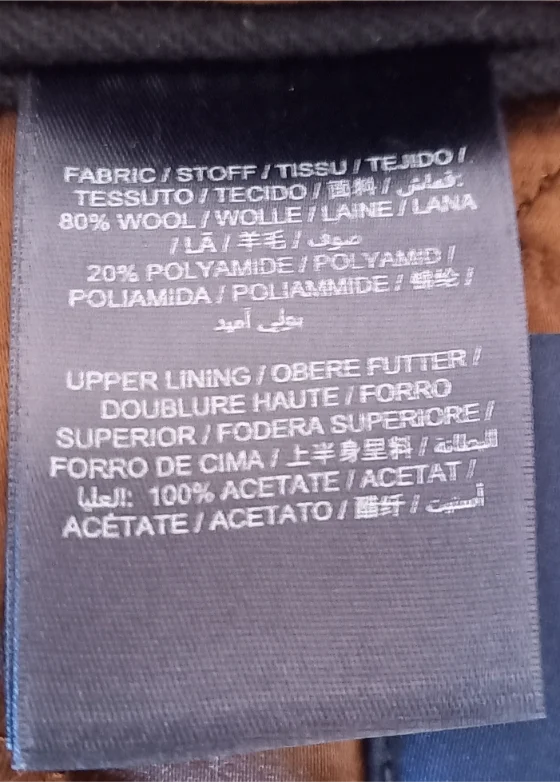 FABRIC / STOFF / TISSU / TEJIDO /
TESSUTO / TECIDO / 面料 / قماش:
80% WOOL / WOLLE / LAINE / LANA
/ LÃ / 羊毛 / صوف
20% POLYAMIDE / POLYAMID /
POLIAMIDA / POLIAMMIDE / 锦纶 /
بولي أميد
UPPER LINING / OBERE FUTTER /
DOUBLURE HAUTE / FORRO
SUPERIOR / FODERA SUPERIORE /
FORRO DE CIMA / 上半身里料 / البطانة
العليا: 100% ACETATE / ACETAT /
ACÉTATE / ACETATO / 醋纤 / أسيتيت